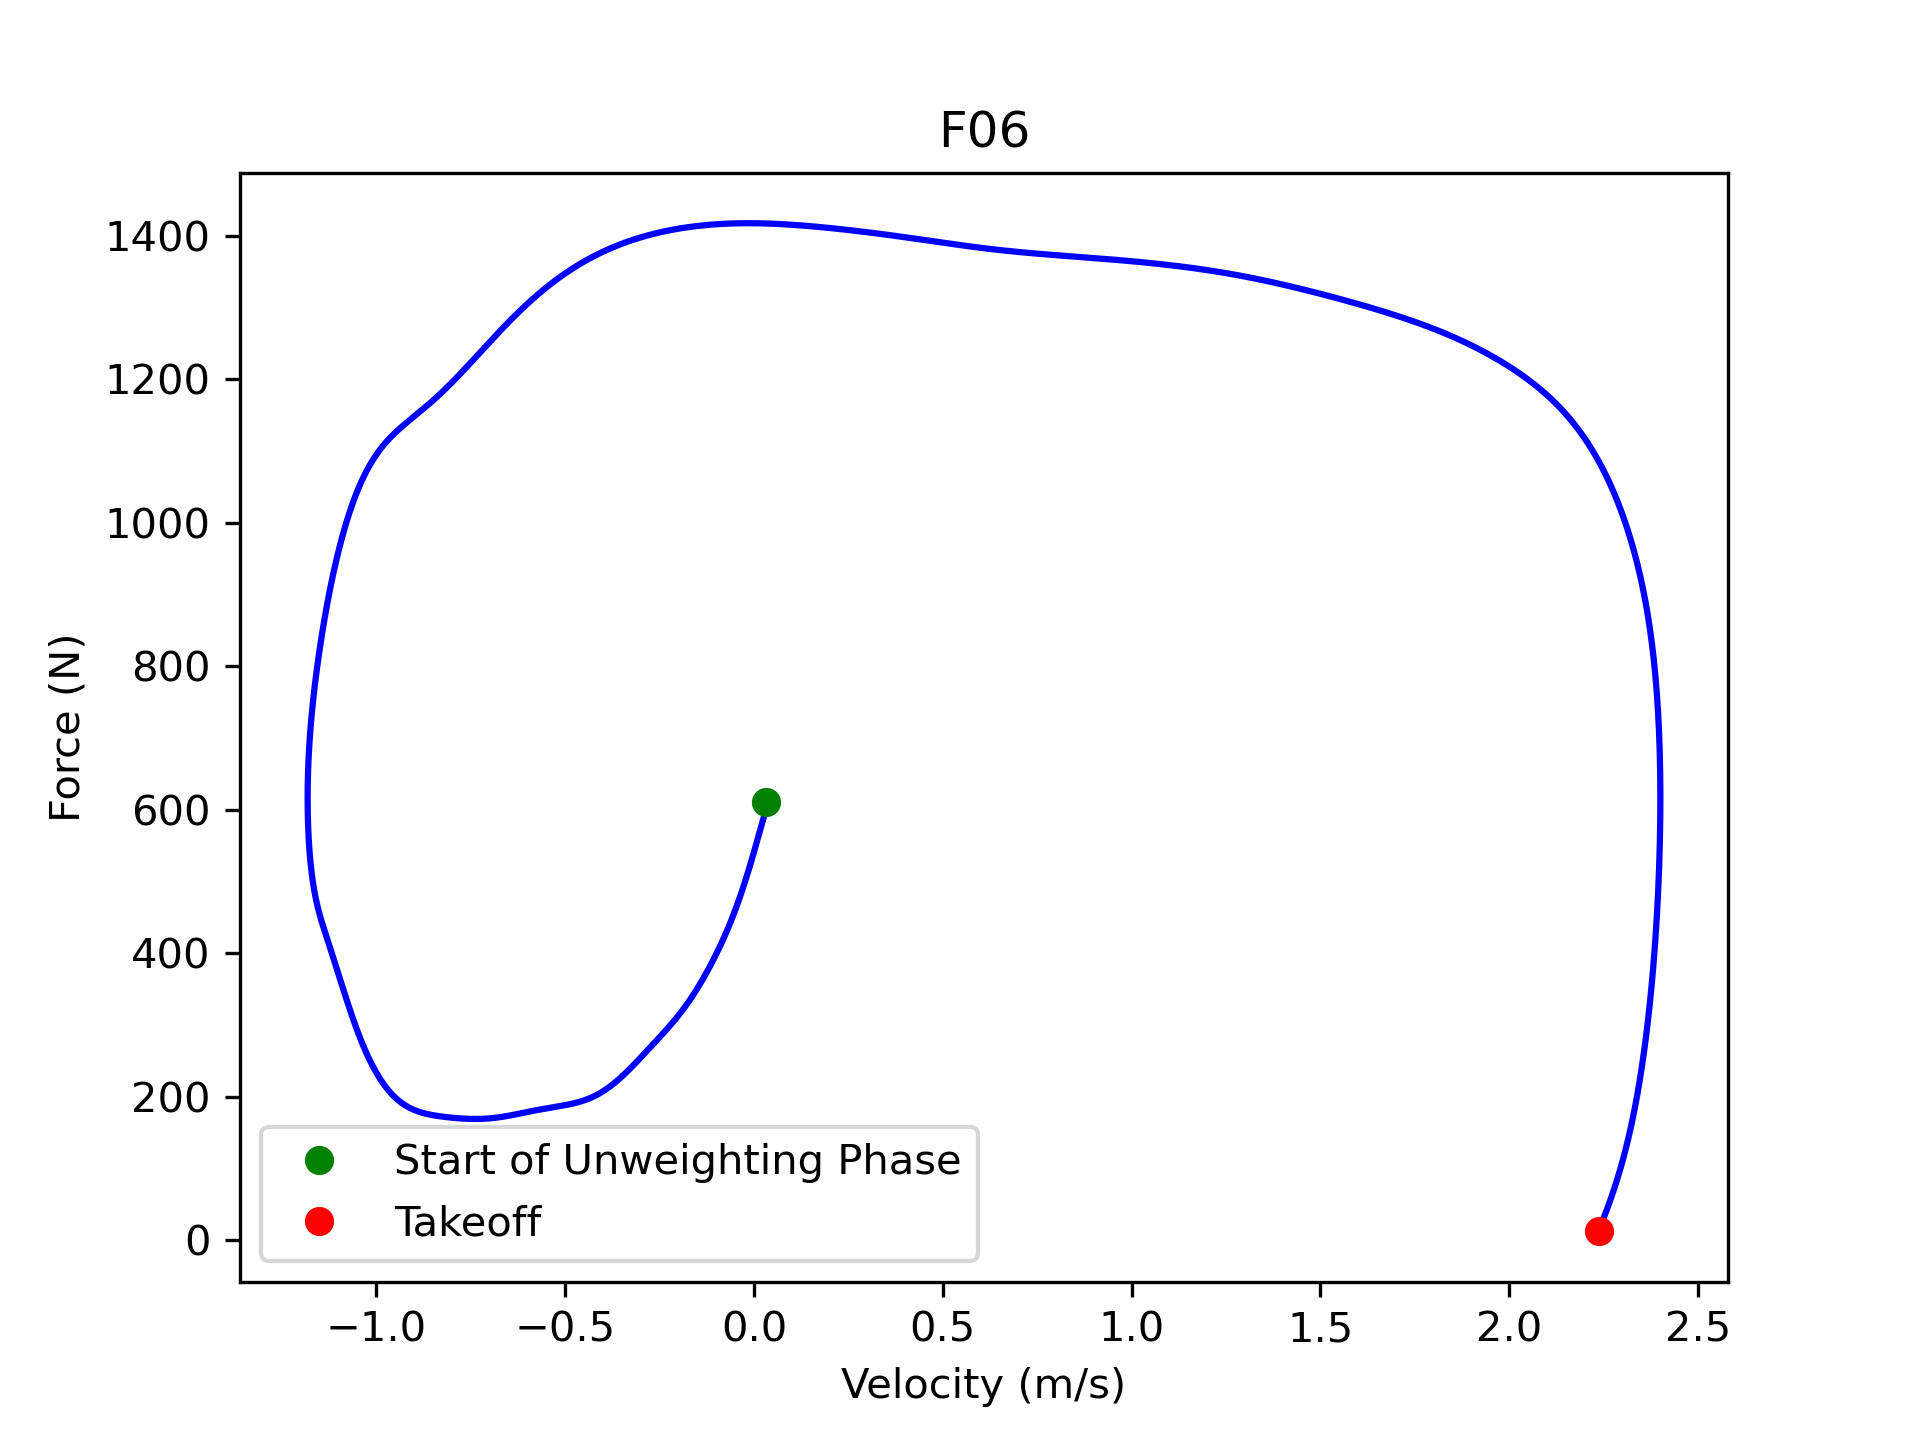 F06
1400
1200
1000
800
600
400
200
0
Force (N)
Start of Unweighting Phase
Takeoff
−1.0 −0.5 0.0 0.5 1.0 1.5 2.0 2.5
Velocity (m/s)